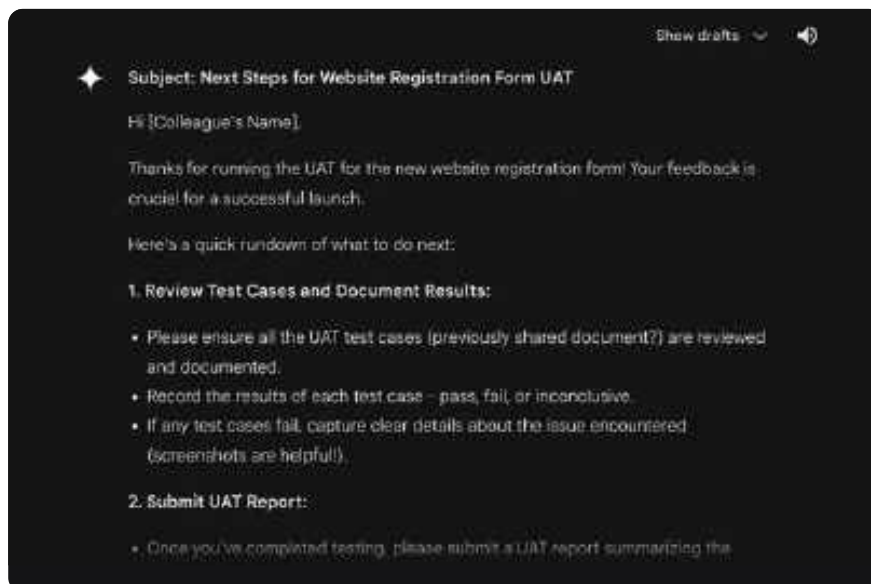 Show drafts
Subject: Next Steps for Website Registration Form UAT
Hi [Colleague's Name],
Thanks for running the UAT for the new website registration form! Your feedback is
crucial for a successful launch.
Here's a quick rundown of what to do next:
1. Review Test Cases and Document Results:
• Please ensure all the UAT test cases (previously shared document?) are reviewed
and documented.
• Record the results of each test case - pass, fail, or inconclusive.
• If any test cases fail, capture clear details about the issue encountered
(screenshots are helpful!).
2. Submit UAT Report:
• Once you've completed testing, please submit a UAT report summarizing the